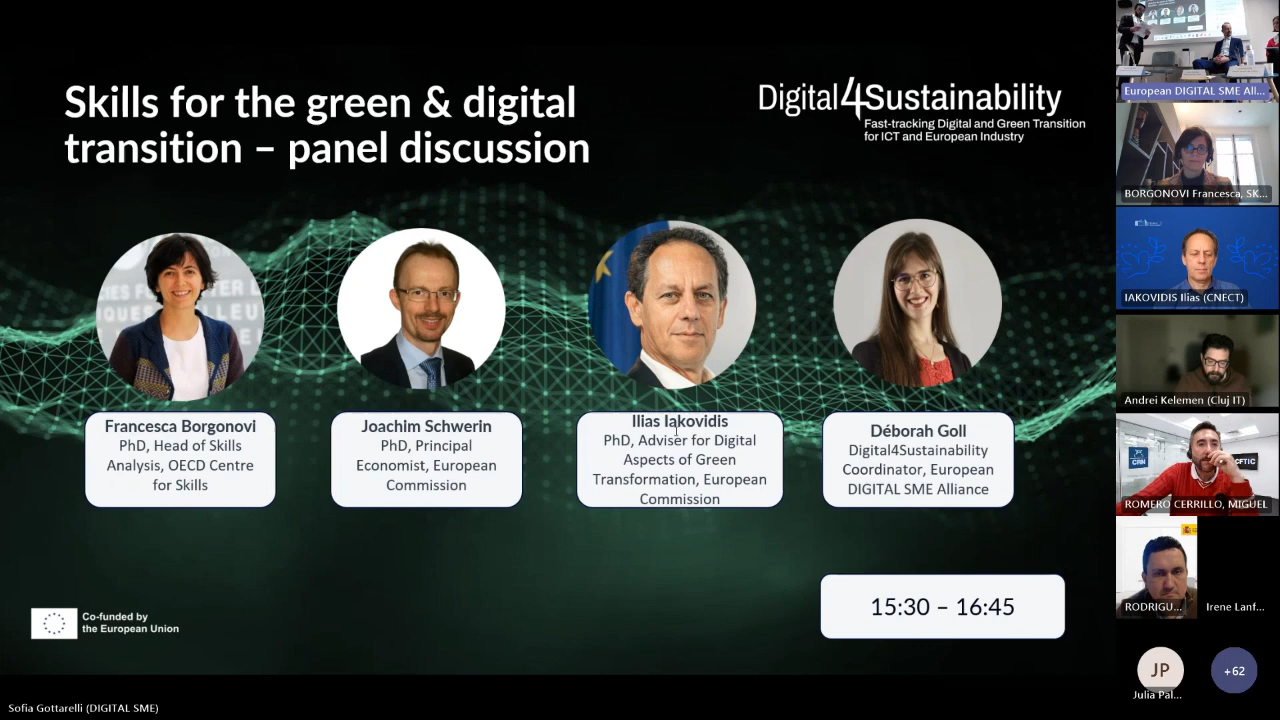 Skills for the green & digital
transition – panel discussion
Digital4Sustainability
Fast-tracking Digital and Green Transition
for ICT and European Industry
Francesca Borgonovi
PhD, Head of Skills
Analysis, OECD Centre
for Skills
Joachim Schwerin
PhD, Principal
Economist, European
Commission
Ilias Iakovidis
PhD, Adviser for Digital
Aspects of Green
Transformation, European
Commission
Déborah Goll
Digital4Sustainability
Coordinator, European
DIGITAL SME Alliance
15:30 – 16:45
Co-funded by
the European Union
Sofia Gottarelli (DIGITAL SME)
European DIGITAL SME All...
BORGONOVI Francesca, SK...
IAKOVIDIS Ilias (CNECT)
Andrei Kelemen (Cluj IT)
CFTIC
ROMERO CERRILLO, MIGUEL
RODRIGU...
Irene Lanf...
JP
Julia Pal...
+62